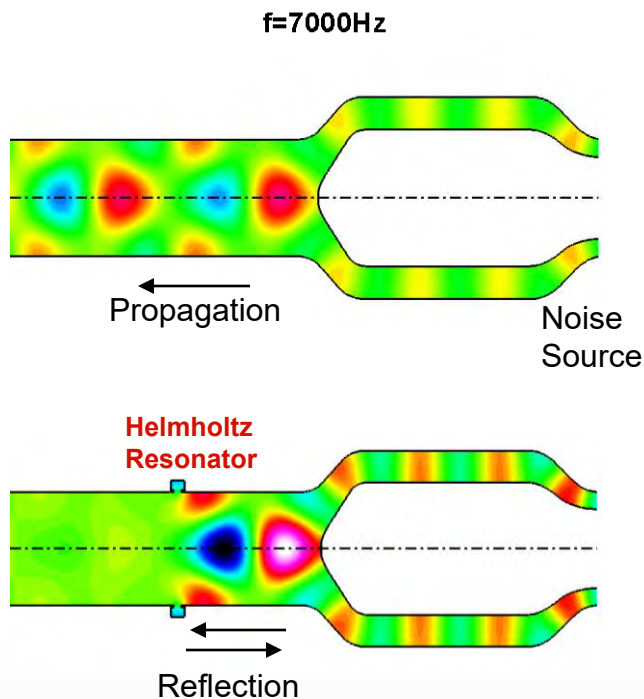 f=7000Hz
Propagation
Noise
Source
Helmholtz
Resonator
Reflection